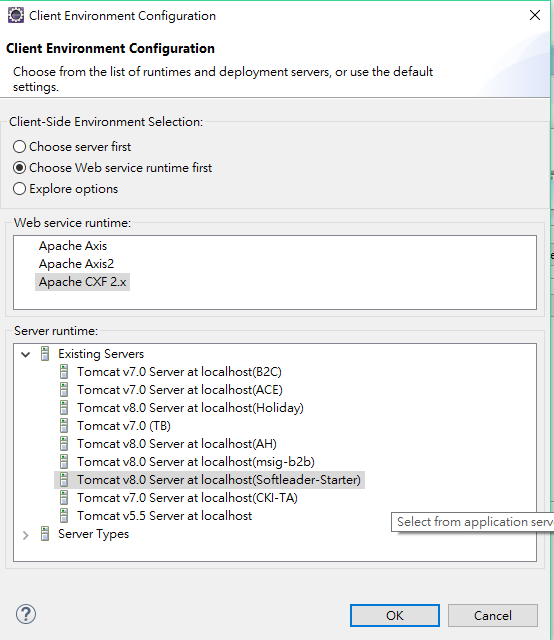 Client Environment Configuration
Client Environment Configuration
Choose from the list of runtimes and deployment servers, or use the default
settings.
Client-Side Environment Selection:
Choose server first
Choose Web service runtime first
Explore options
Web service runtime:
Apache Axis
Apache Axis2
Apache CXF 2.x
Server runtime:
Existing Servers
Tomcat v7.0 Server at localhost(B2C)
Tomcat v7.0 Server at localhost(ACE)
Tomcat v8.0 Server at localhost(Holiday)
Tomcat v7.0 (TB)
Tomcat v8.0 Server at localhost(AH)
Tomcat v8.0 Server at localhost(msig-b2b)
Tomcat v8.0 Server at localhost(Softleader-Starter)
Tomcat v7.0 Server at localhost(CKI-TA)
Tomcat v5.5 Server at localhost
Select from application serv
Server Types
?
OK
Cancel